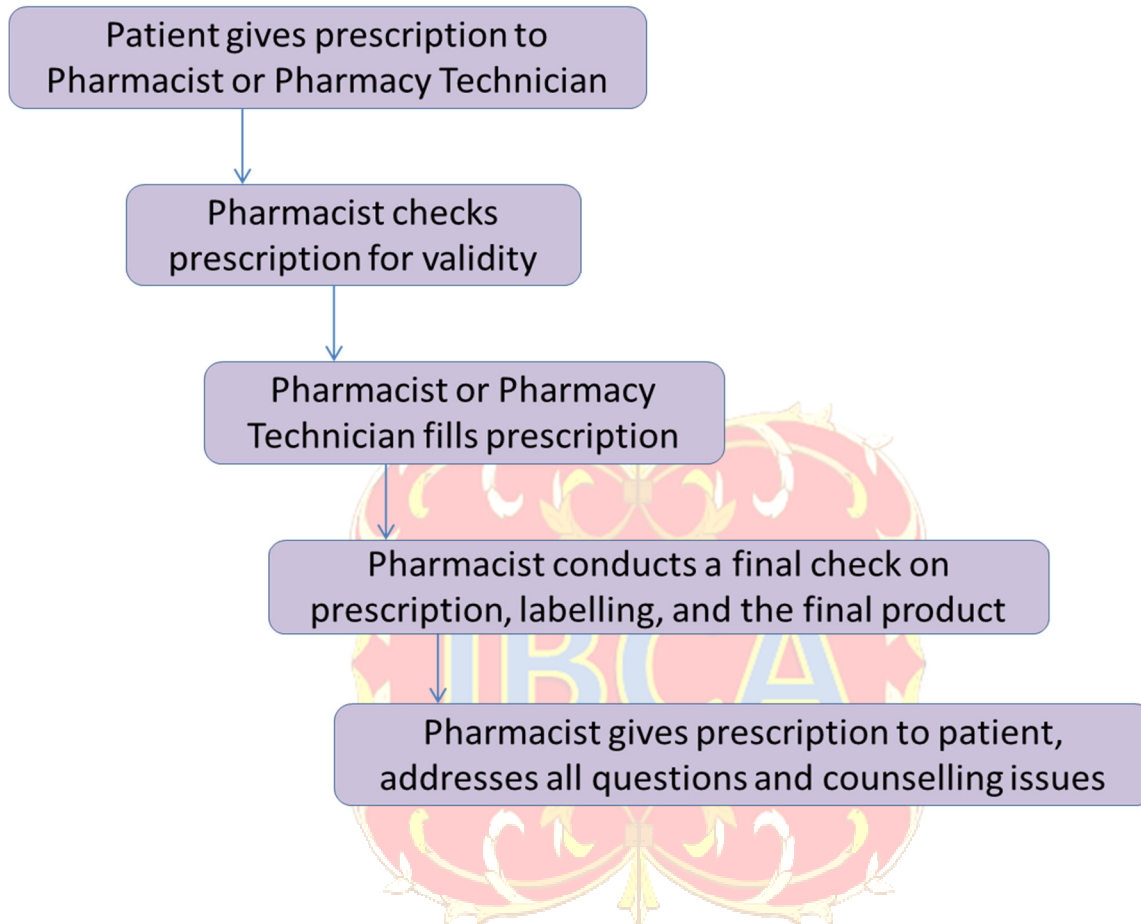 Patient gives prescription to
Pharmacist or Pharmacy Technician
Pharmacist checks
prescription for validity
Pharmacist or Pharmacy
Technician fills prescription
Pharmacist conducts a final check on
prescription, labelling, and the final product
IBCA
Pharmacist gives prescription to patient,
addresses all questions and counselling issues